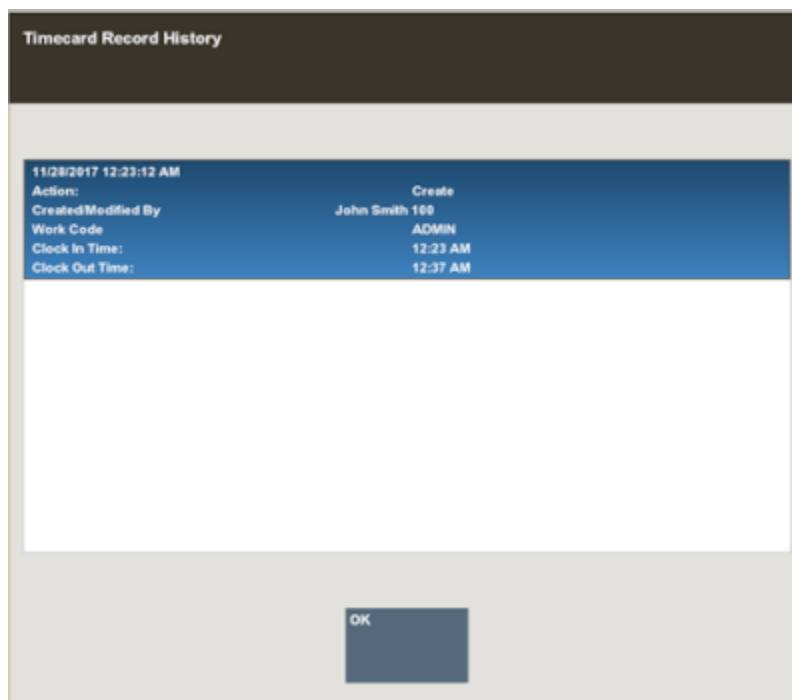 Timecard Record History
11/28/2017 12:23:12 AM
Action: Create
Created/Modified By John Smith 100
Work Code ADMIN
Clock In Time: 12:23 AM
Clock Out Time: 12:37 AM
OK